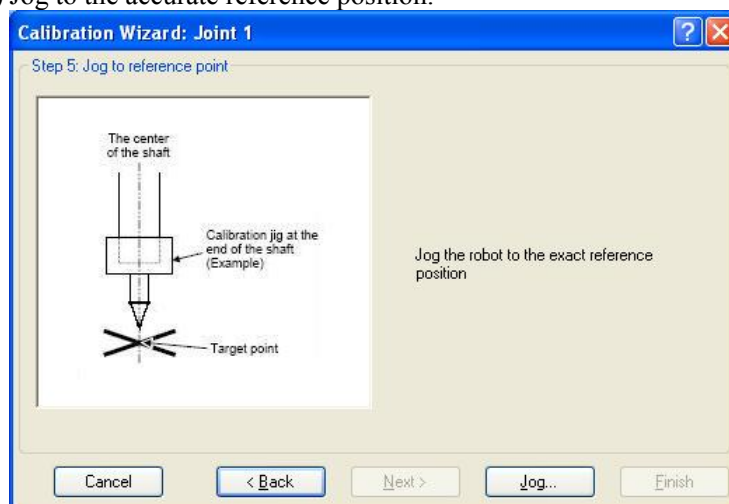 Jog to the accurate reference position.
Calibration Wizard: Joint 1
Step 5: Jog to reference point
The center
of the shaft
Calibration jig at the
end of the shaft
(Example)
Target point
Jog the robot to the exact reference
position
Cancel
< Back
Next >
Jog...
Finish